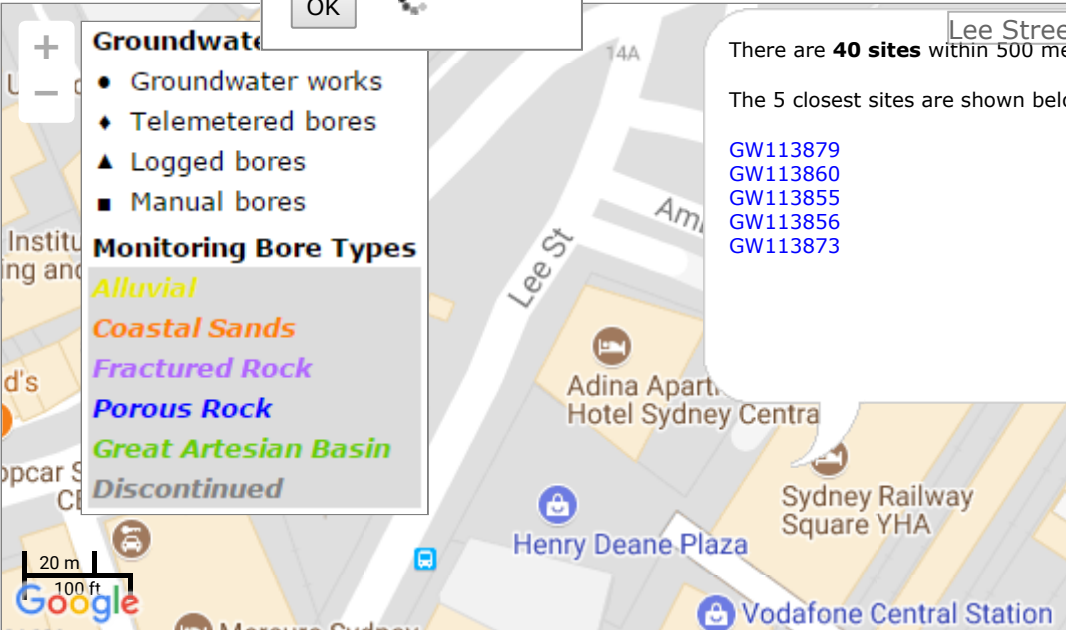 OK
Groundwate
Groundwater works
Telemetered bores
Logged bores
Manual bores
Monitoring Bore Types
Alluvial
Coastal Sands
Fractured Rock
Porous Rock
Great Artesian Basin
Discontinued
+
−
Institu
ing and
d's
opcar S
CE
20 m
100 ft
Google
14A
Lee St
Lee Stree
There are 40 sites within 500 me
The 5 closest sites are shown belo
GW113879
GW113860
GW113855
GW113856
GW113873
Adina Apart
Hotel Sydney Centra
Sydney Railway
Square YHA
Henry Deane Plaza
Vodafone Central Station
Mercure Sydney